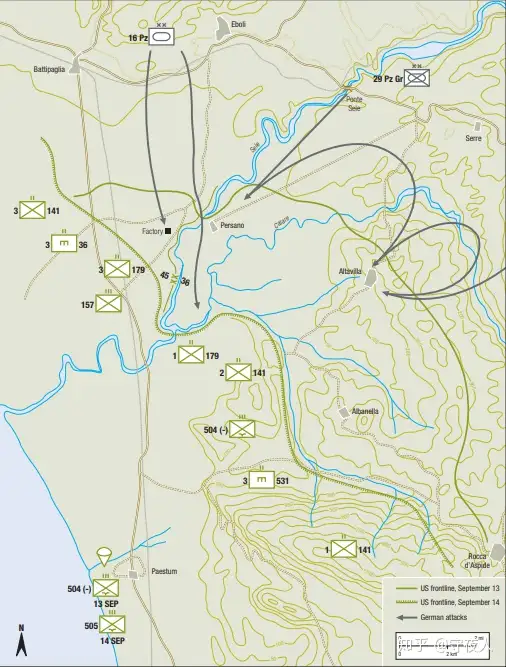 16 Pz
Eboli
Battipaglia
29 Pz Gr
Ponte
Sele
Serre
Sele
3 141
Persano
Calore
Factory
3 36
3 179
45
36
Altavilla
157
1 179
2 141
Albanella
504 (-)
3 531
1 141
Rocca
d'Aspide
Paestum
504 (-)
13 SEP
505
14 SEP
US frontline, September 13
US frontline, September 14
German attacks
N
0 2 mi
0 2 km